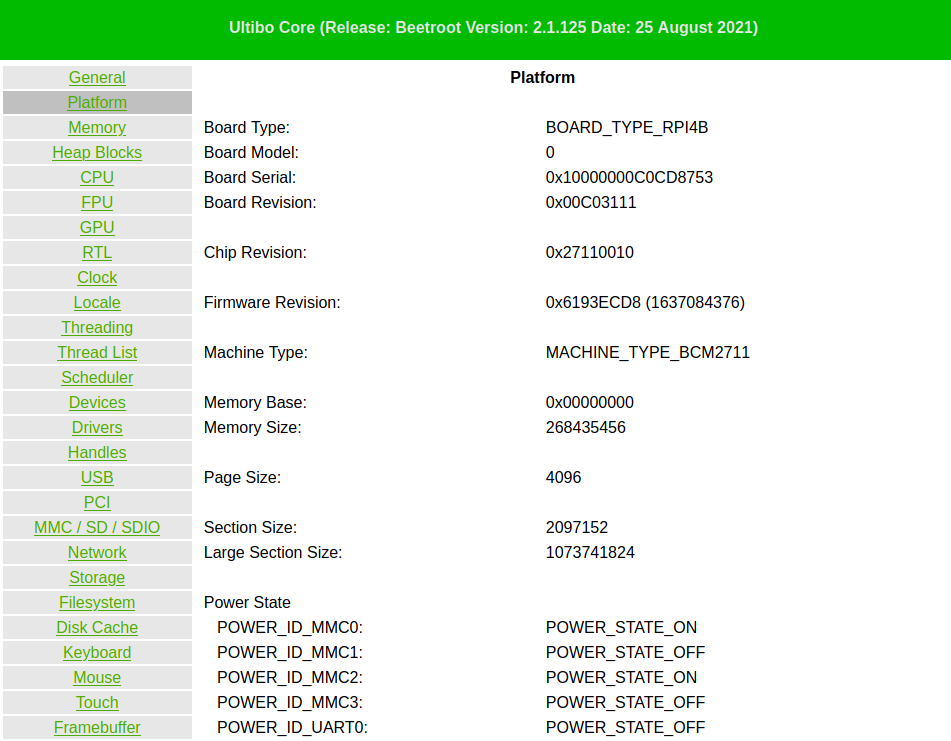 Ultibo Core (Release: Beetroot Version: 2.1.125 Date: 25 August 2021)
General
Platform
Memory
Heap Blocks
CPU
FPU
GPU
RTL
Clock
Locale
Threading
Thread List
Scheduler
Devices
Drivers
Handles
USB
PCI
MMC / SD / SDIO
Network
Storage
Filesystem
Disk Cache
Keyboard
Mouse
Touch
Framebuffer
Platform
Board Type: BOARD_TYPE_RPI4B
Board Model: 0
Board Serial: 0x10000000C0CD8753
Board Revision: 0x00C03111
Chip Revision: 0x27110010
Firmware Revision: 0x6193ECD8 (1637084376)
Machine Type: MACHINE_TYPE_BCM2711
Memory Base: 0x00000000
Memory Size: 268435456
Page Size: 4096
Section Size: 2097152
Large Section Size: 1073741824
Power State
POWER_ID_MMC0: POWER_STATE_ON
POWER_ID_MMC1: POWER_STATE_OFF
POWER_ID_MMC2: POWER_STATE_ON
POWER_ID_MMC3: POWER_STATE_OFF
POWER_ID_UART0: POWER_STATE_OFF